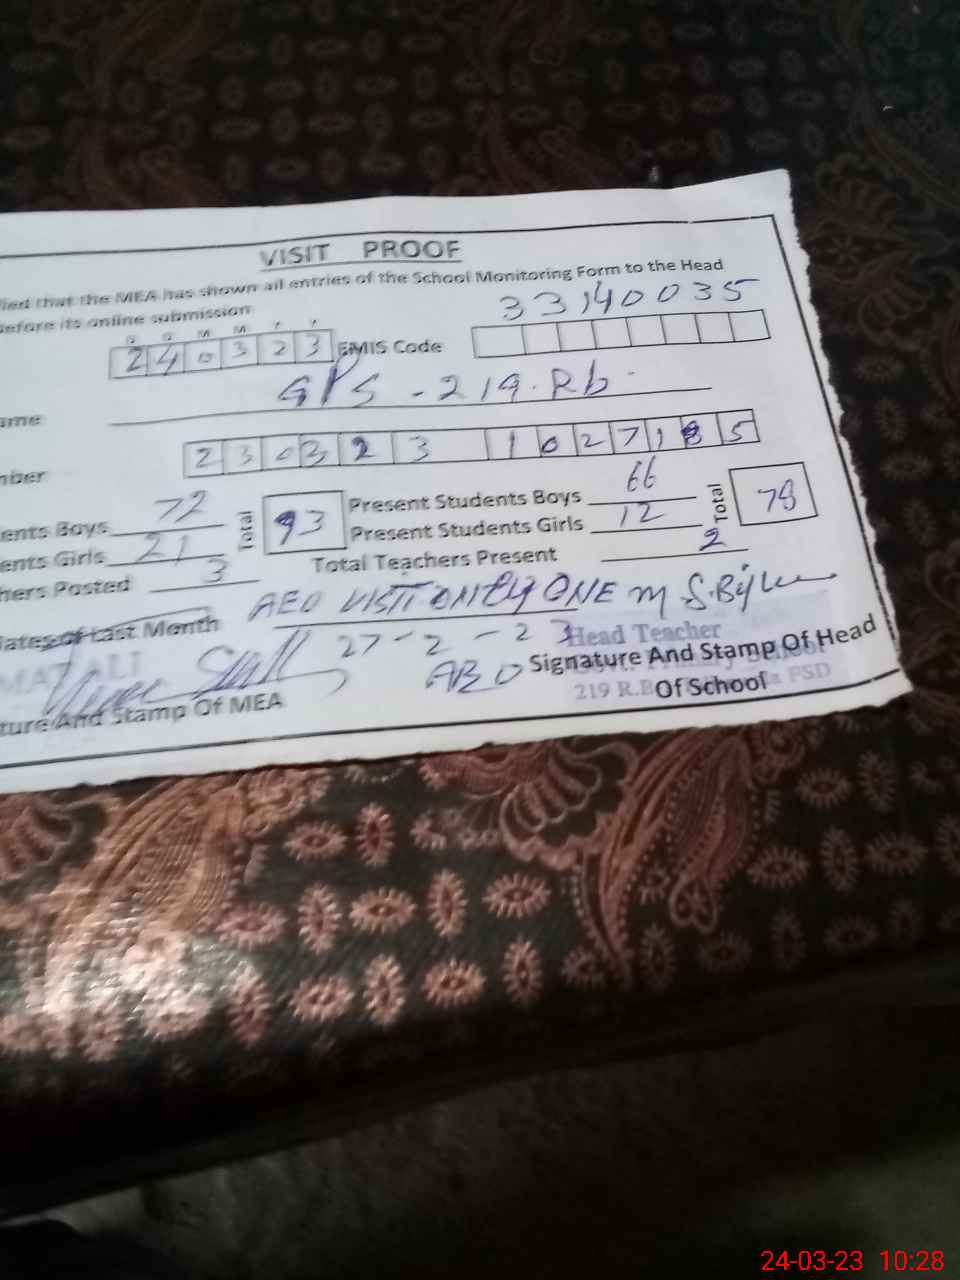 VISIT PROOF
fied that the MEA has shown all entries of the School Monitoring Form to the Head
before its online submission
D D M M Y Y
2 4 0 3 2 3 EMIS Code 33140035
ame GPS - 219. Rb
nber 2 3 0 3 2 3 1 0 2 7 1 8 5
ents Boys 72 Total 93 Present Students Boys 66 Total 78
ents Girls 21 Present Students Girls 12
hers Posted 3 Total Teachers Present 2
Dates Of Last Month AEO VISIT ONLY ONE
27-2-23
Head Teacher
ture And Stamp Of MEA
Signature And Stamp Of Head
Of School
219 R.B. FSD
24-03-23 10:28